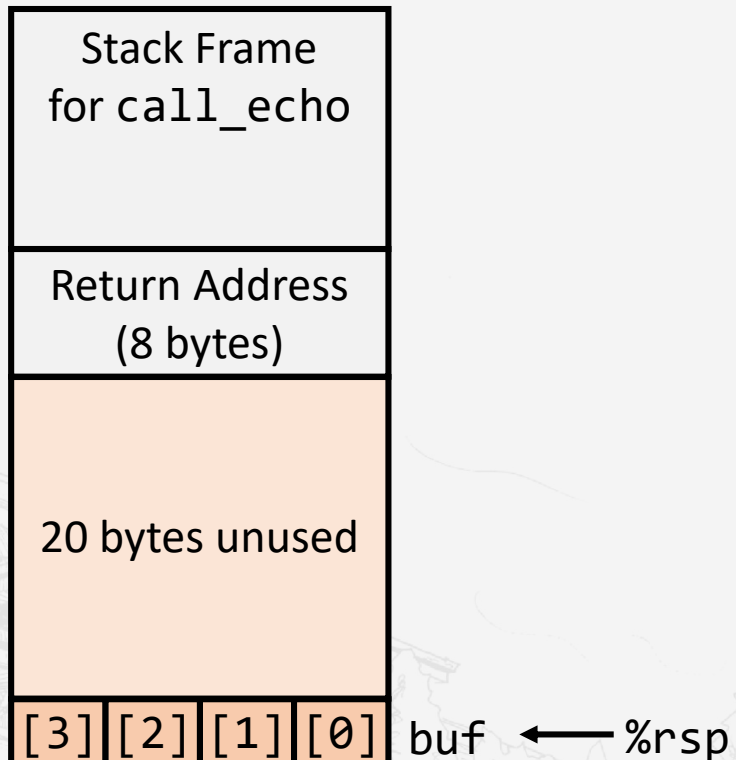 Stack Frame
for call_echo
Return Address
(8 bytes)
20 bytes unused
[3] [2] [1] [0] buf ← %rsp